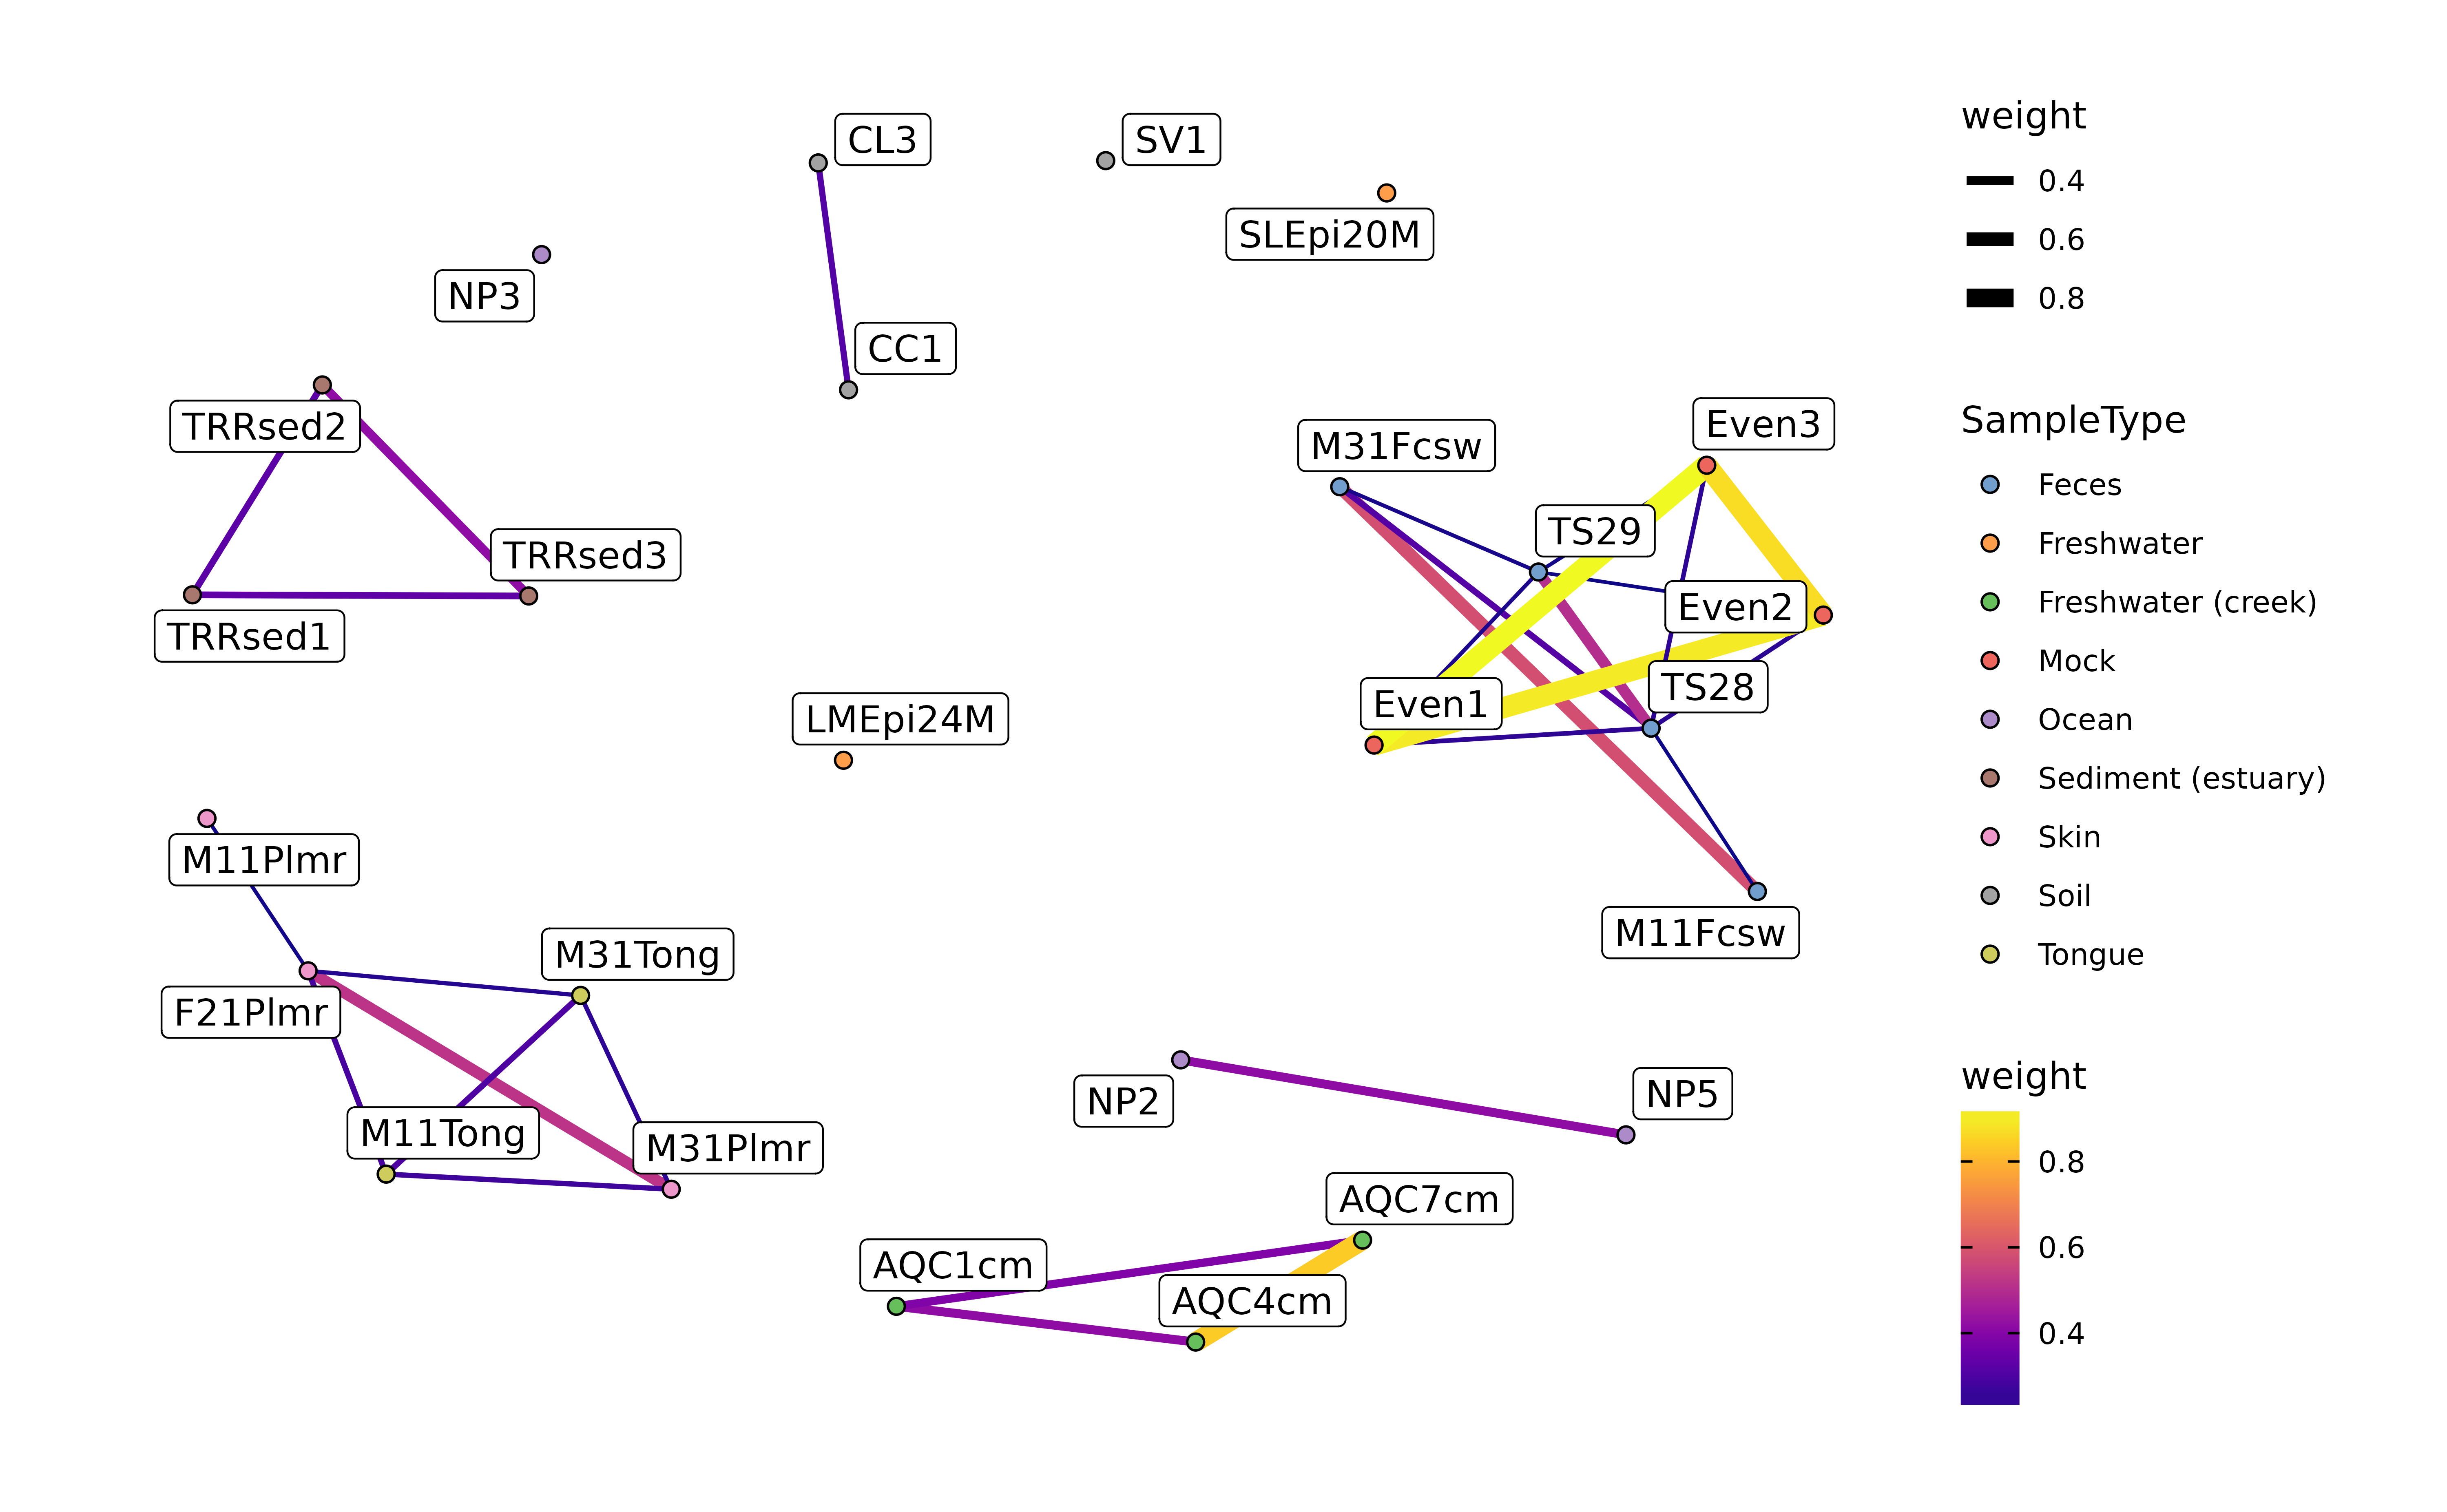 CL3
SV1
SLEpi20M
NP3
CC1
TRRsed2
M31Fcsw
Even3
TS29
TRRsed3
Even2
TRRsed1
TS28
Even1
LMEpi24M
M11Plmr
M31Tong
M11Fcsw
F21Plmr
NP2
NP5
M11Tong
M31Plmr
AQC7cm
AQC1cm
AQC4cm
weight
0.4
0.6
0.8
SampleType
Feces
Freshwater
Freshwater (creek)
Mock
Ocean
Sediment (estuary)
Skin
Soil
Tongue
weight
0.8
0.6
0.4